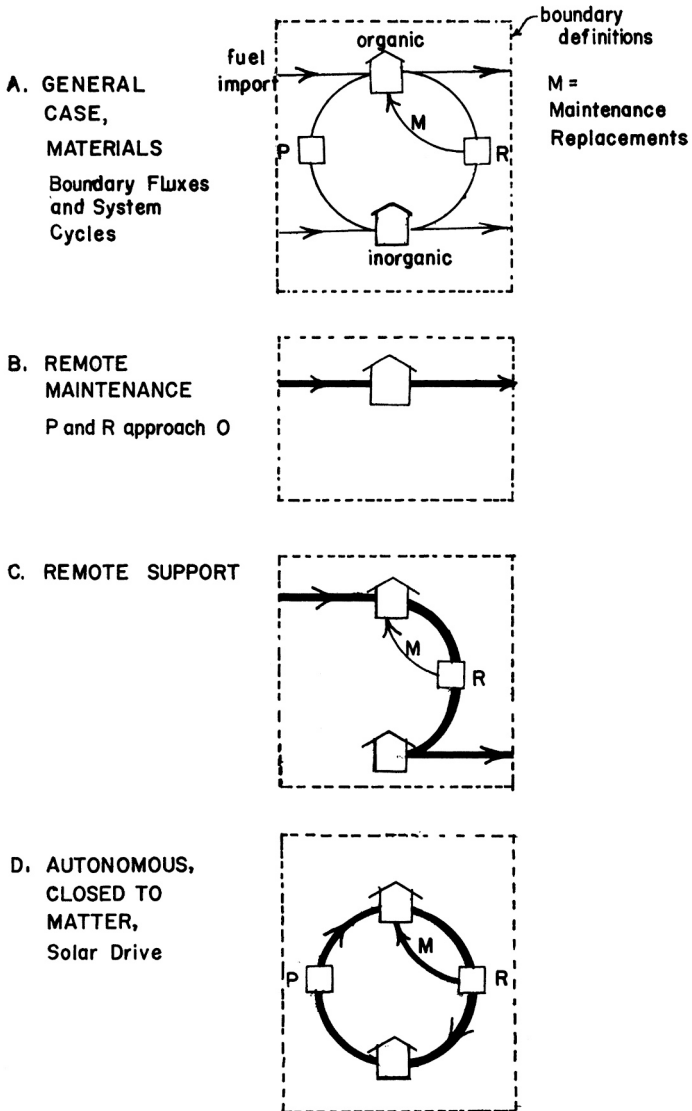 A. GENERAL
CASE,
MATERIALS
Boundary Fluxes
and System
Cycles
fuel
import
organic
M
P
R
inorganic
boundary
definitions
M =
Maintenance
Replacements
B. REMOTE
MAINTENANCE
P and R approach O
C. REMOTE SUPPORT
M
R
D. AUTONOMOUS,
CLOSED TO
MATTER,
Solar Drive
M
P
R